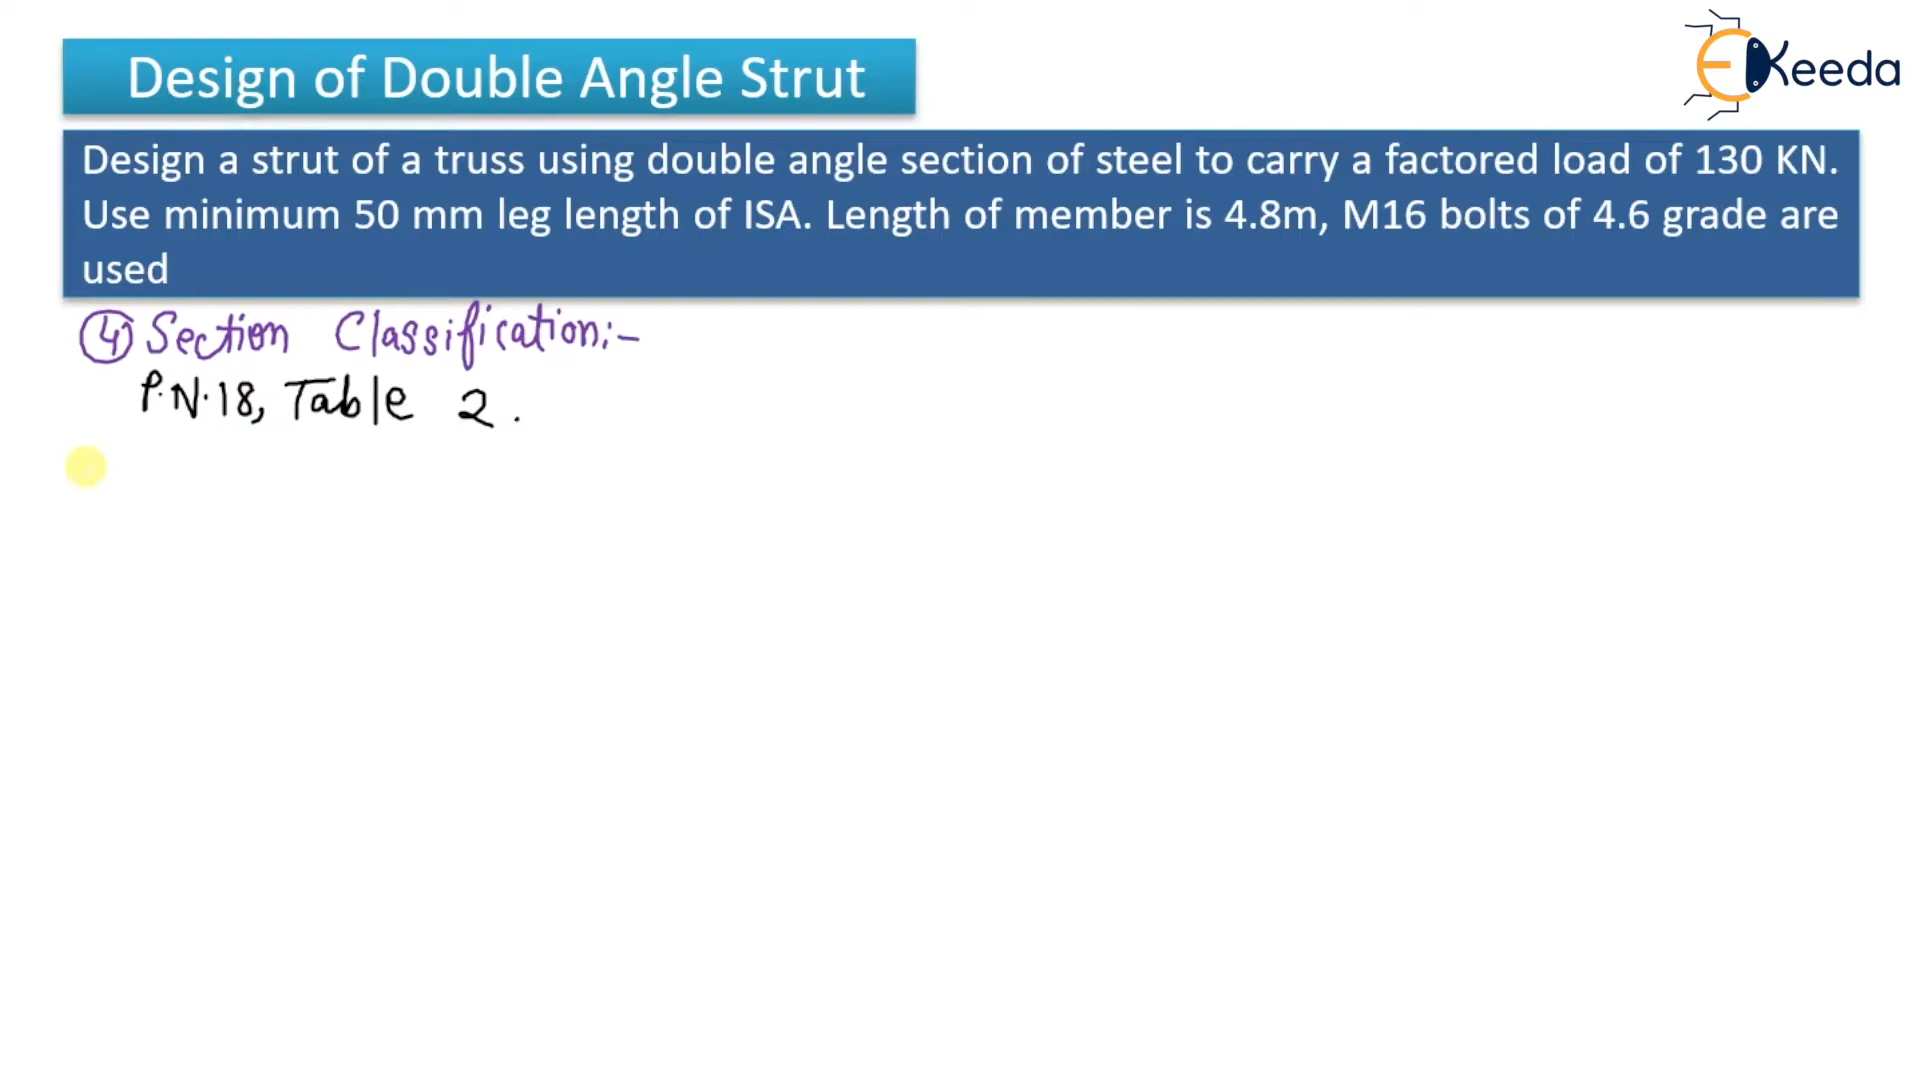 Keeda
Design of Double Angle Strut
Design a strut of a truss using double angle section of steel to carry a factored load of 130 KN.
Use minimum 50 mm leg length of ISA. Length of member is 4.8m, M16 bolts of 4.6 grade are
used
④ Section Classification:-
P.N.18, Table 2.